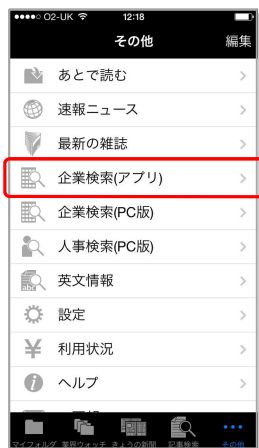 O2-UK 12:18
その他 編集
あとで読む
速報ニュース
最新の雑誌
企業検索(アプリ)
企業検索(PC版)
人事検索(PC版)
abc 英文情報
設定
利用状況
ヘルプ
マイフォルダ 業界ウォッチ きょうの新聞 記事検索 その他